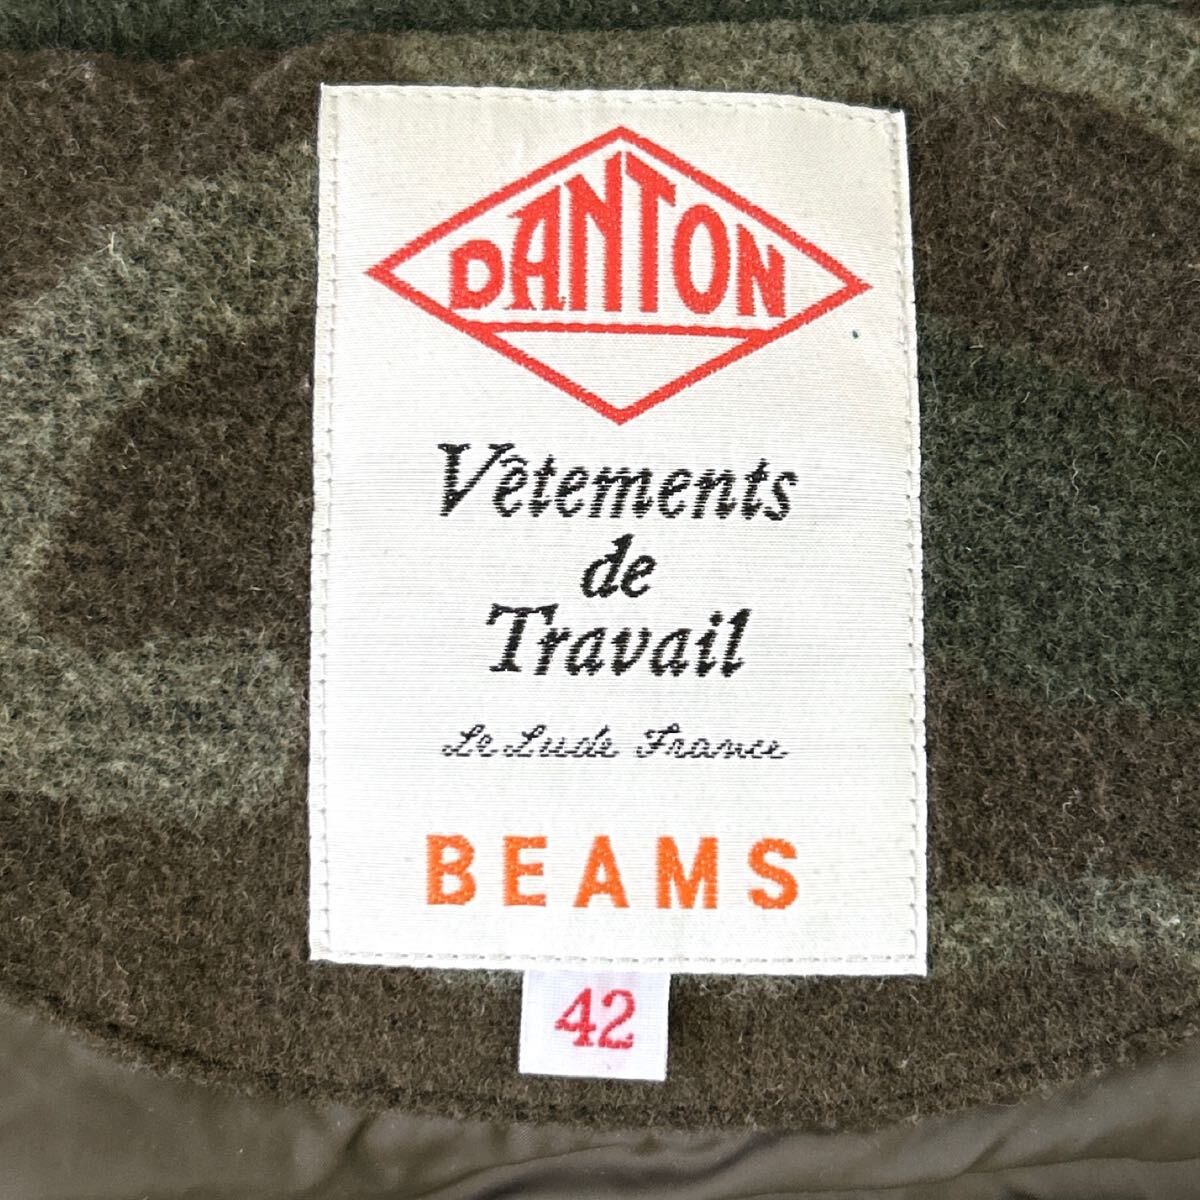 DANTON
Vêtements
de
Travail
Le Lude France
BEAMS
42